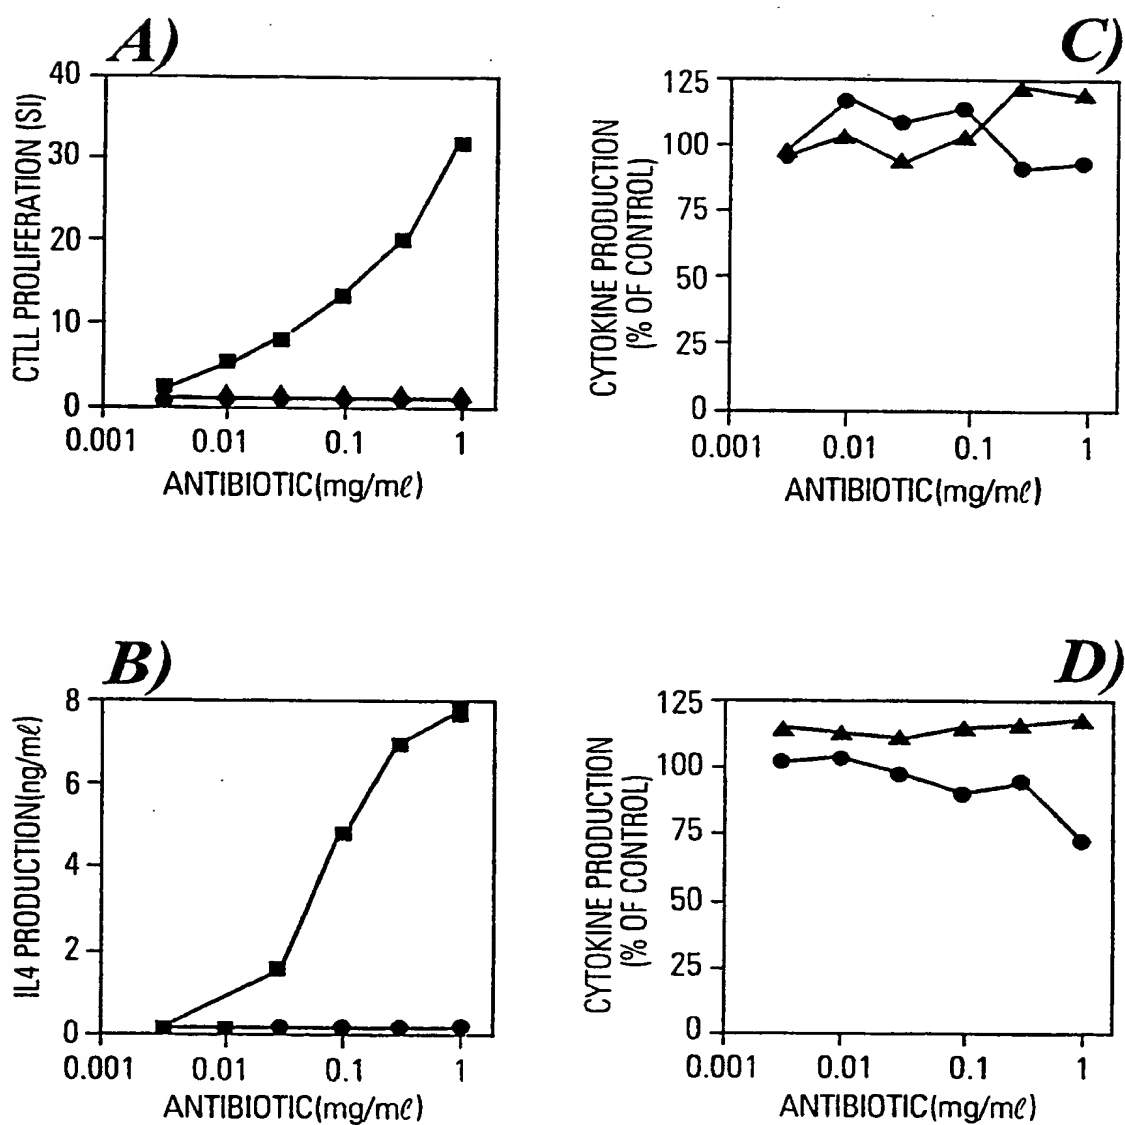 A)
CTLL PROLIFERATION (SI)
40
30
20
10
0
0.001 0.01 0.1 1
ANTIBIOTIC(mg/mℓ)
C)
CYTOKINE PRODUCTION
(% OF CONTROL)
125
100
75
50
25
0
0.001 0.01 0.1 1
ANTIBIOTIC(mg/mℓ)
B)
IL4 PRODUCTION(ng/mℓ)
8
6
4
2
0
0.001 0.01 0.1 1
ANTIBIOTIC(mg/mℓ)
D)
CYTOKINE PRODUCTION
(% OF CONTROL)
125
100
75
50
25
0
0.001 0.01 0.1 1
ANTIBIOTIC(mg/mℓ)